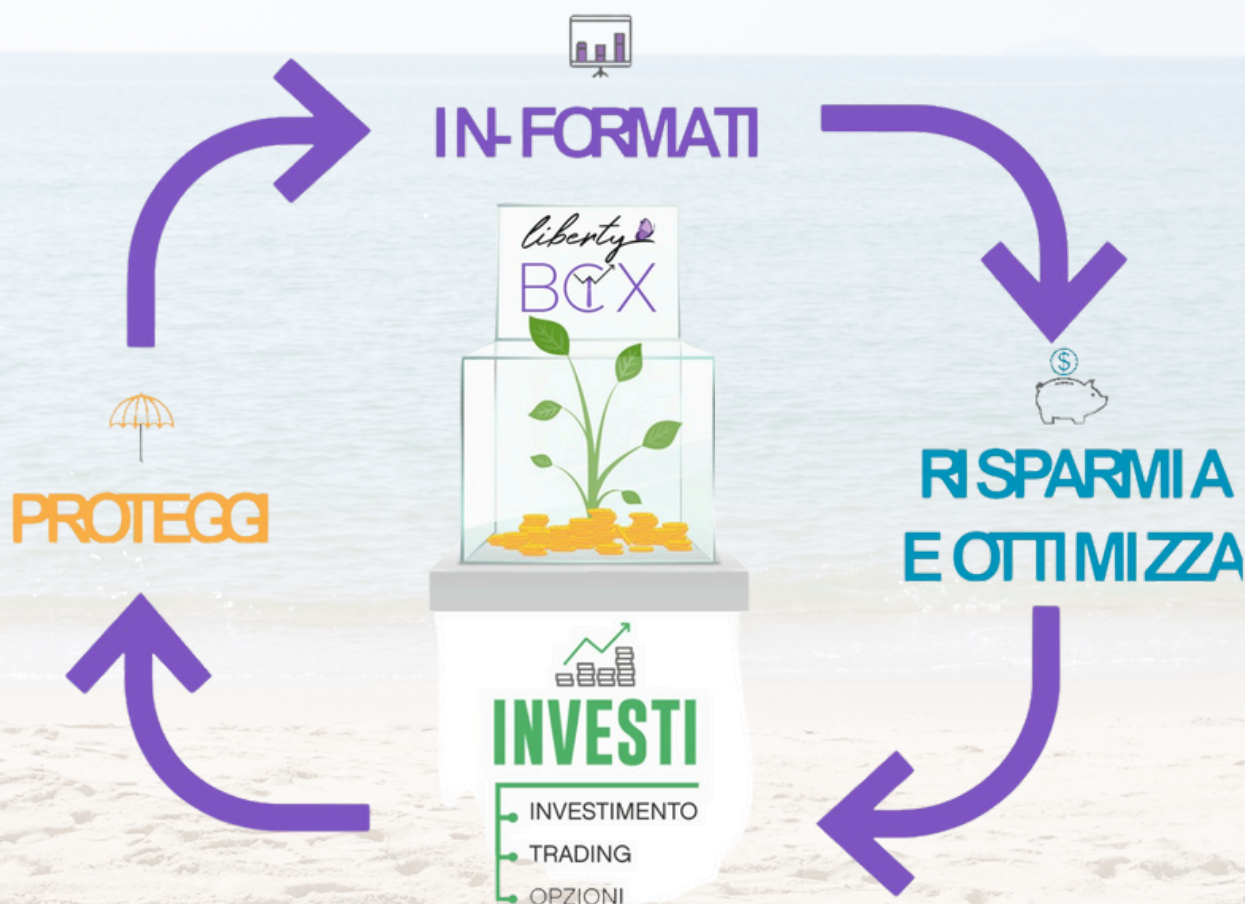 IN-FORMATI
liberty
BOX
PROTEGGI
RISPARMIA
E OTTIMIZZA
INVESTI
INVESTIMENTO
TRADING
OPZIONI